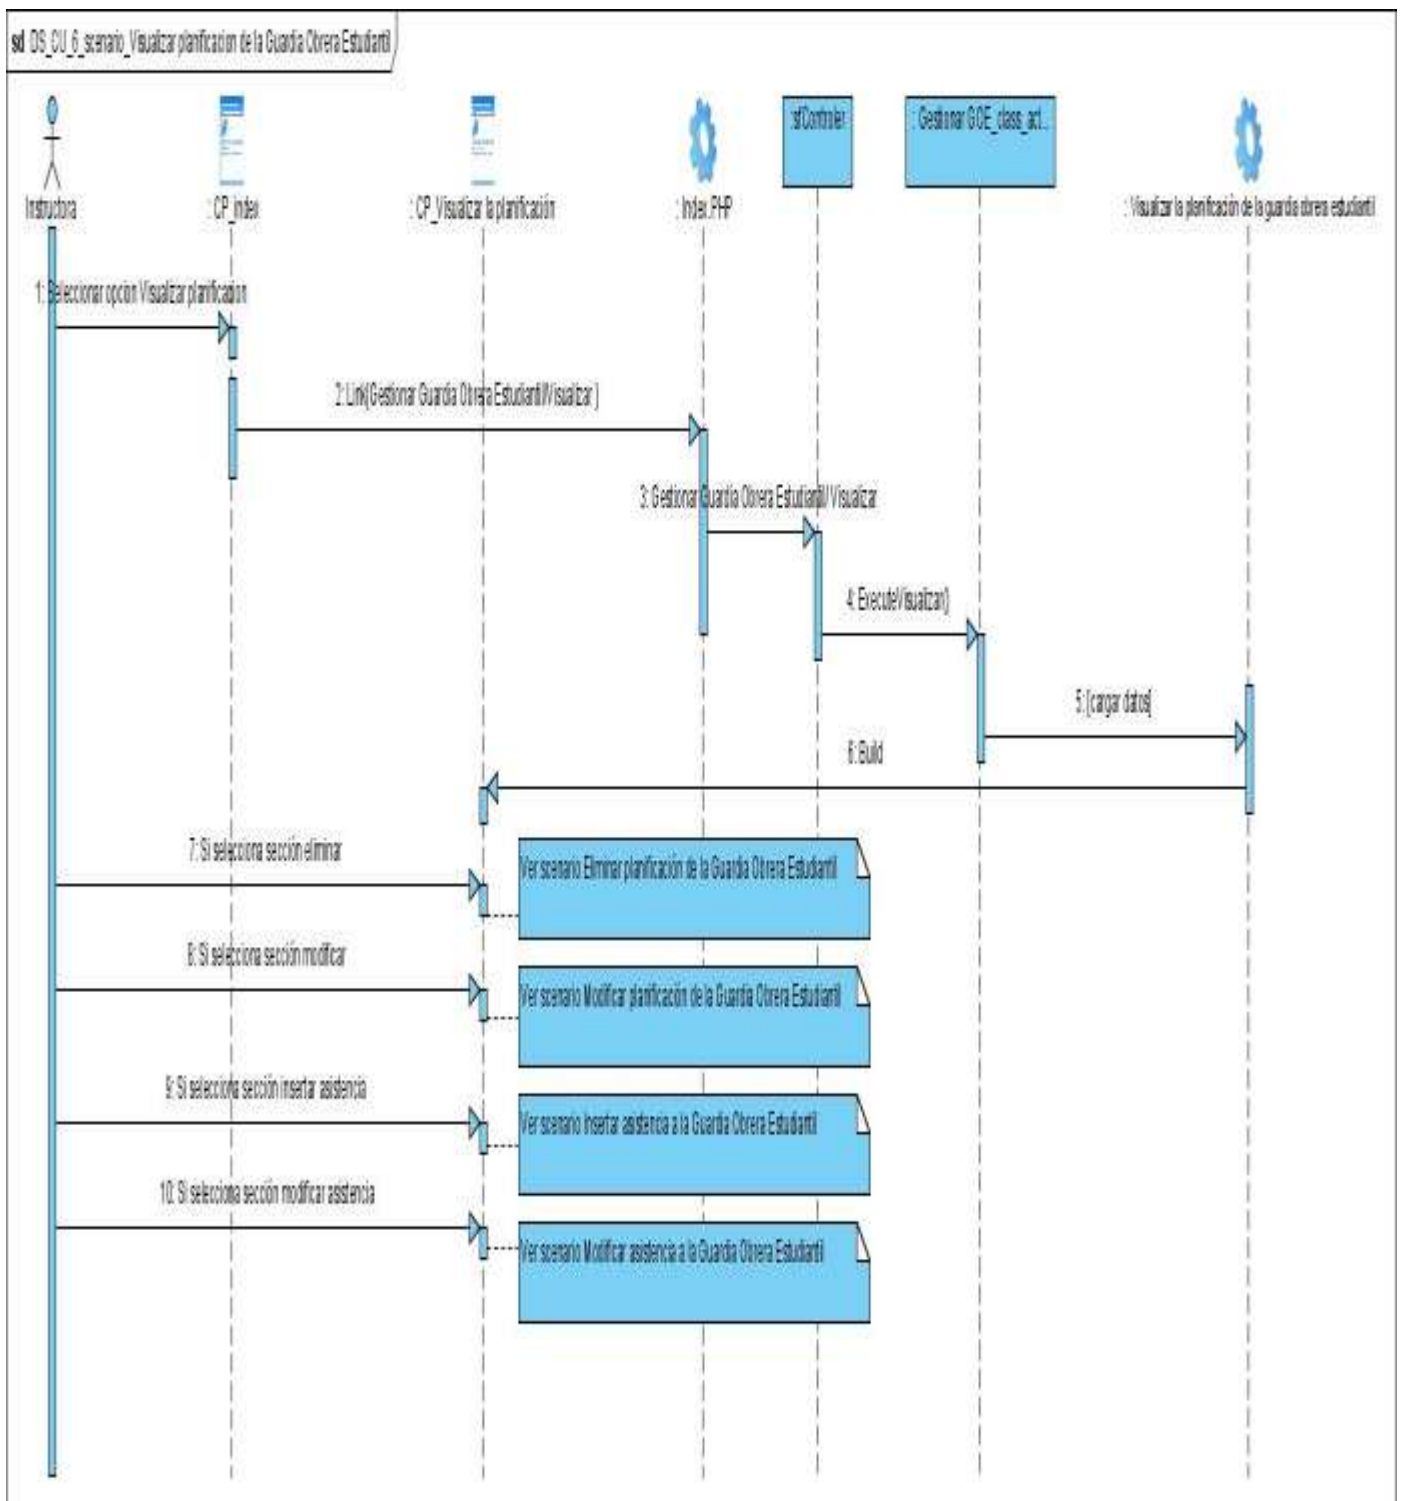 sd DS_CU_6_scenario_Visualizar planificacion de la Guardia Obrera Estudiantil
Instructora
: CP_index
: CP_Visualizar la planificación
: Index.PHP
:sfControler
: Gestionar GOE_class_act...
: Visualizar la planificación de la guardia obrera estudiantil
1: Seleccionar opcion Visualizar planificacion
2: Link(Gestionar Guardia Obrera Estudiantil/Visualizar )
3: Gestionar Guardia Obrera Estudiantil/ Visualizar
4: ExecuteVisualizar()
5: [cargar datos]
6: Build
7: Si selecciona sección eliminar
Ver scenario Eliminar planificación de la Guardia Obrera Estudiantil
8: Si selecciona sección modificar
Ver scenario Modificar planificación de la Guardia Obrera Estudiantil
9: Si selecciona sección insertar asistencia
Ver scenario Insertar asistencia a la Guardia Obrera Estudiantil
10: Si selecciona sección modificar asistencia
Ver scenario Modificar asistencia a la Guardia Obrera Estudiantil